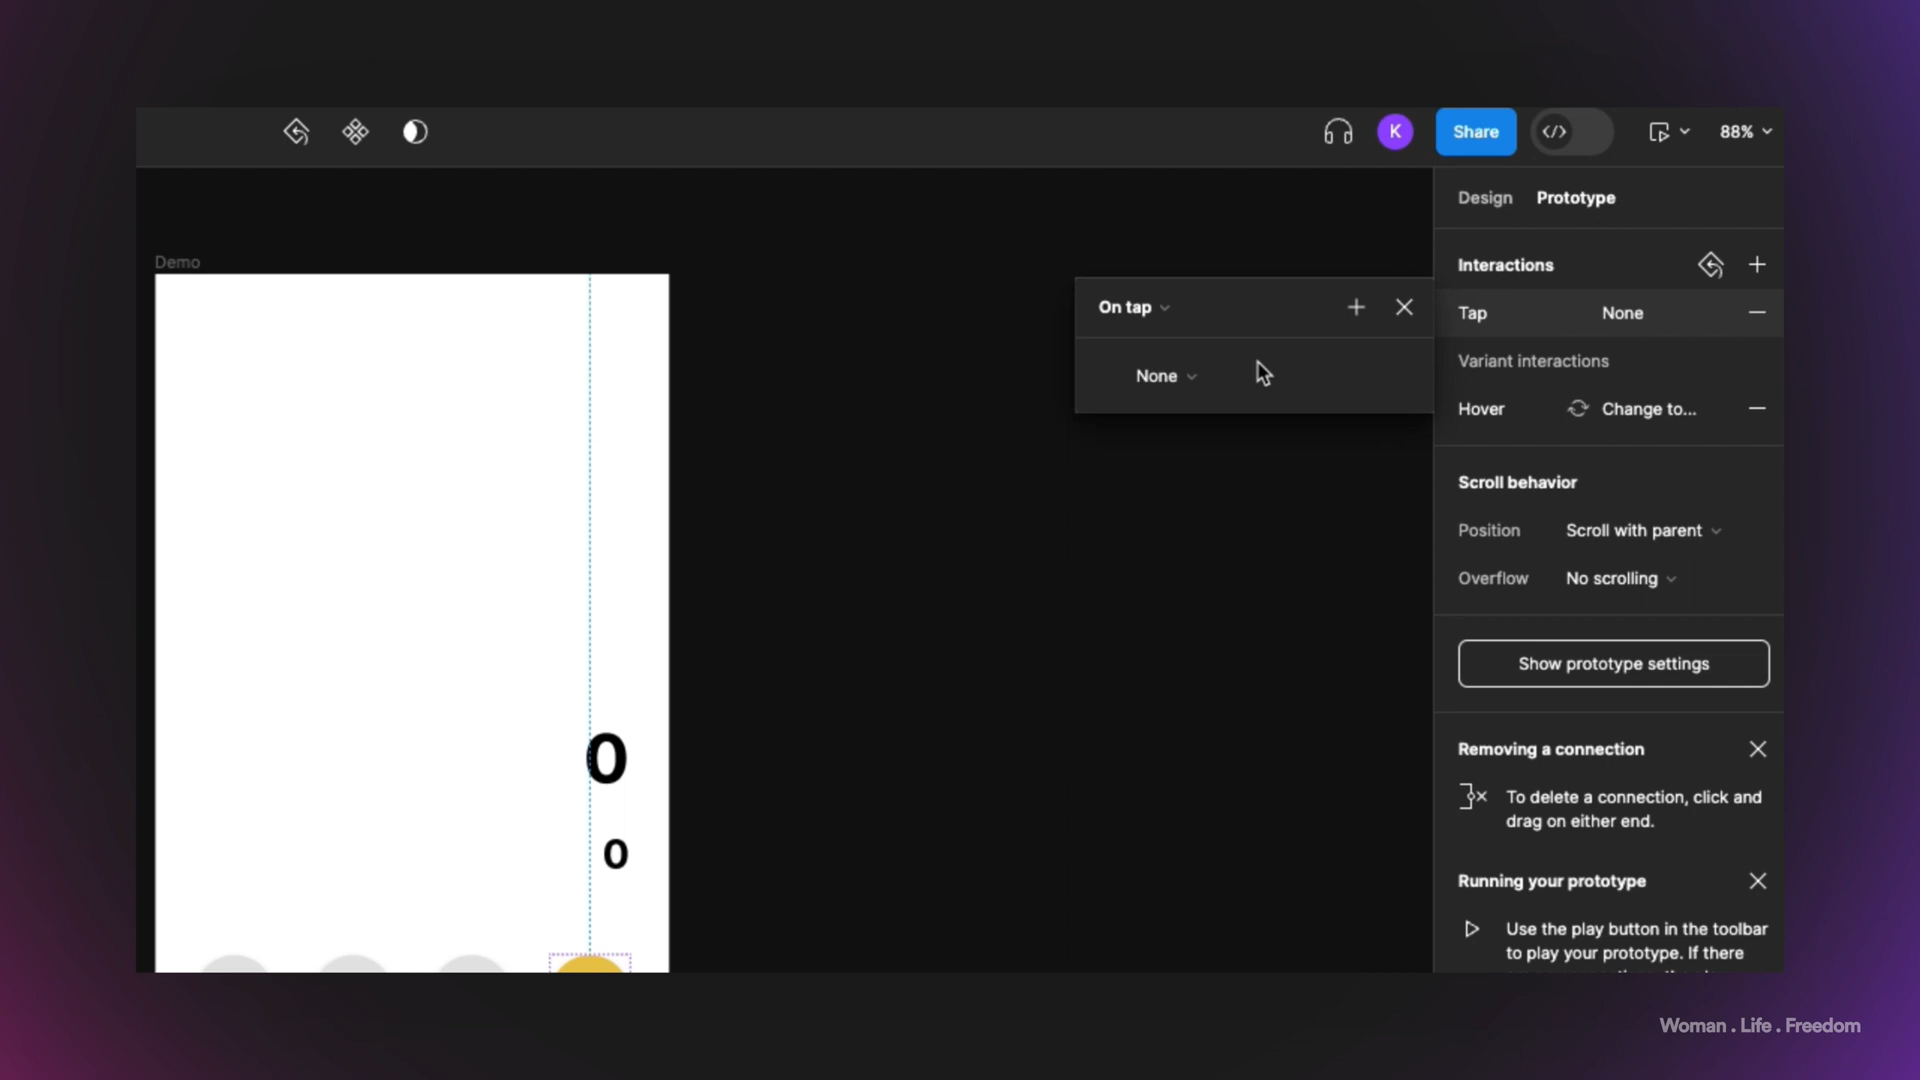 K
Share
88%
Design Prototype
Demo
Interactions
On tap
Tap None
Variant interactions
None
Hover Change to...
Scroll behavior
Position Scroll with parent
Overflow No scrolling
Show prototype settings
0
Removing a connection
To delete a connection, click and
drag on either end.
0
Running your prototype
Use the play button in the toolbar
to play your prototype. If there
Woman . Life . Freedom